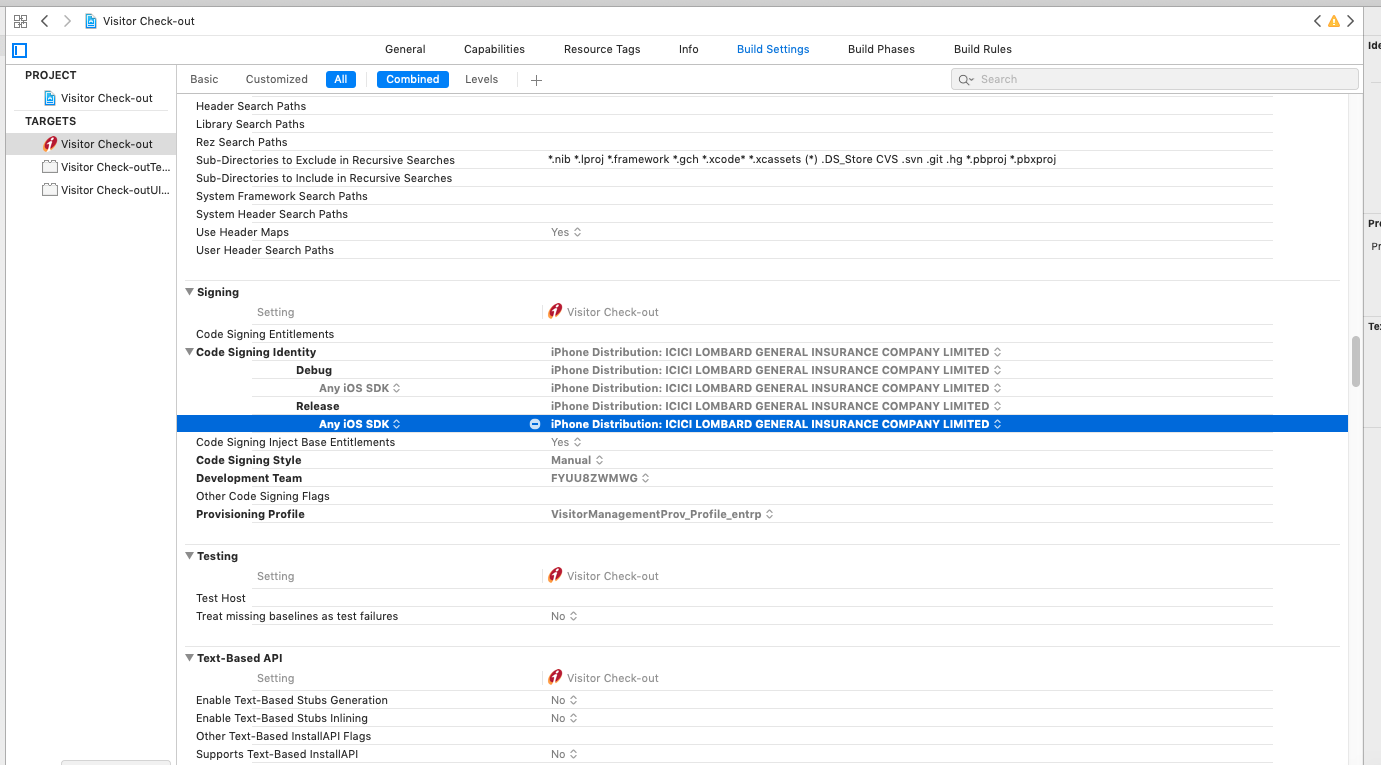 Visitor Check-out
General Capabilities Resource Tags Info Build Settings Build Phases Build Rules
Ide
PROJECT
Visitor Check-out
TARGETS
Visitor Check-out
Visitor Check-outTe...
Visitor Check-outUI...
Basic Customized All Combined Levels + Search
Header Search Paths
Library Search Paths
Rez Search Paths
Sub-Directories to Exclude in Recursive Searches *.nib *.lproj *.framework *.gch *.xcode* *.xcassets (*) .DS_Store CVS .svn .git .hg *.pbproj *.pbxproj
Sub-Directories to Include in Recursive Searches
System Framework Search Paths
System Header Search Paths
Use Header Maps Yes
User Header Search Paths
Signing
Setting Visitor Check-out
Code Signing Entitlements
Code Signing Identity iPhone Distribution: ICICI LOMBARD GENERAL INSURANCE COMPANY LIMITED
Debug iPhone Distribution: ICICI LOMBARD GENERAL INSURANCE COMPANY LIMITED
Any iOS SDK iPhone Distribution: ICICI LOMBARD GENERAL INSURANCE COMPANY LIMITED
Release iPhone Distribution: ICICI LOMBARD GENERAL INSURANCE COMPANY LIMITED
Any iOS SDK iPhone Distribution: ICICI LOMBARD GENERAL INSURANCE COMPANY LIMITED
Code Signing Inject Base Entitlements Yes
Code Signing Style Manual
Development Team FYUU8ZWMWG
Other Code Signing Flags
Provisioning Profile VisitorManagementProv_Profile_entrp
Testing
Setting Visitor Check-out
Test Host
Treat missing baselines as test failures No
Text-Based API
Setting Visitor Check-out
Enable Text-Based Stubs Generation No
Enable Text-Based Stubs Inlining No
Other Text-Based InstallAPI Flags
Supports Text-Based InstallAPI No
Pro
Pr
Te